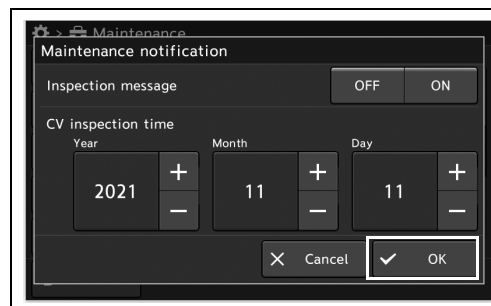 > Maintenance
Maintenance notification
Inspection message
OFF ON
CV inspection time
Year Month Day
2021 + − 11 + − 11 + −
Cancel OK